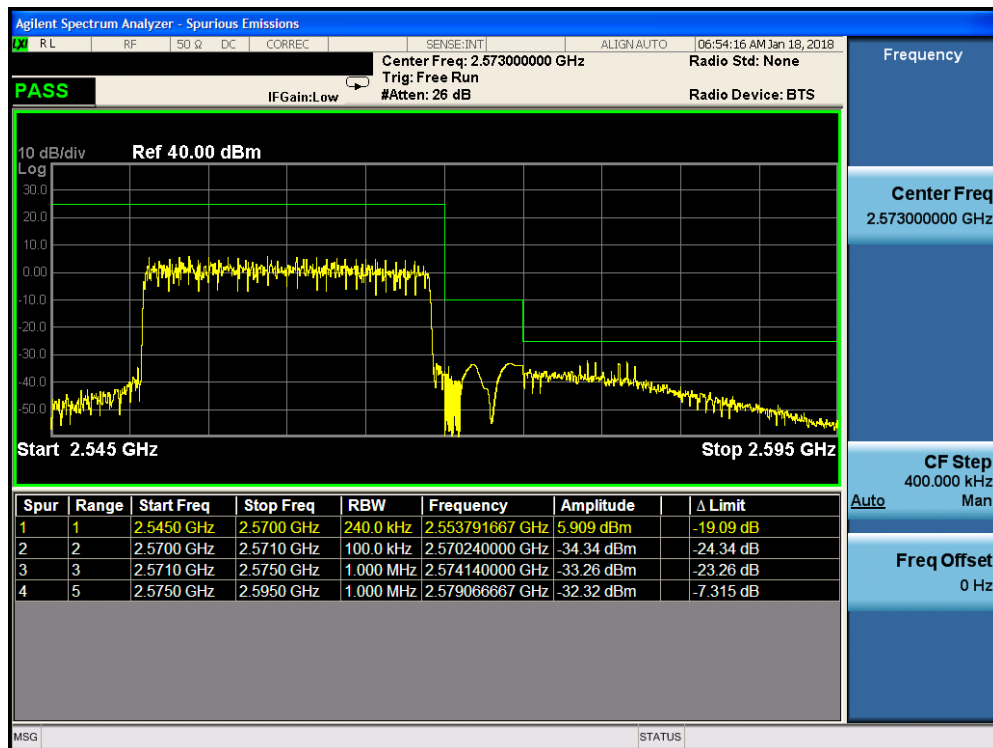 Agilent Spectrum Analyzer - Spurious Emissions
LXI RL RF 50 Ω DC CORREC SENSE:INT ALIGN AUTO 06:54:16 AM Jan 18, 2018
Center Freq: 2.573000000 GHz Radio Std: None
Trig: Free Run
PASS IFGain:Low #Atten: 26 dB Radio Device: BTS
10 dB/div Ref 40.00 dBm
Log
30.0
20.0
10.0
0.00
-10.0
-20.0
-30.0
-40.0
-50.0
Start 2.545 GHz Stop 2.595 GHz
Spur Range Start Freq Stop Freq RBW Frequency Amplitude Δ Limit
1 1 2.5450 GHz 2.5700 GHz 240.0 kHz 2.553791667 GHz 5.909 dBm -19.09 dB
2 2 2.5700 GHz 2.5710 GHz 100.0 kHz 2.570240000 GHz -34.34 dBm -24.34 dB
3 3 2.5710 GHz 2.5750 GHz 1.000 MHz 2.574140000 GHz -33.26 dBm -23.26 dB
4 5 2.5750 GHz 2.5950 GHz 1.000 MHz 2.579066667 GHz -32.32 dBm -7.315 dB
MSG STATUS
Frequency
Center Freq
2.573000000 GHz
CF Step
400.000 kHz
Auto Man
Freq Offset
0 Hz